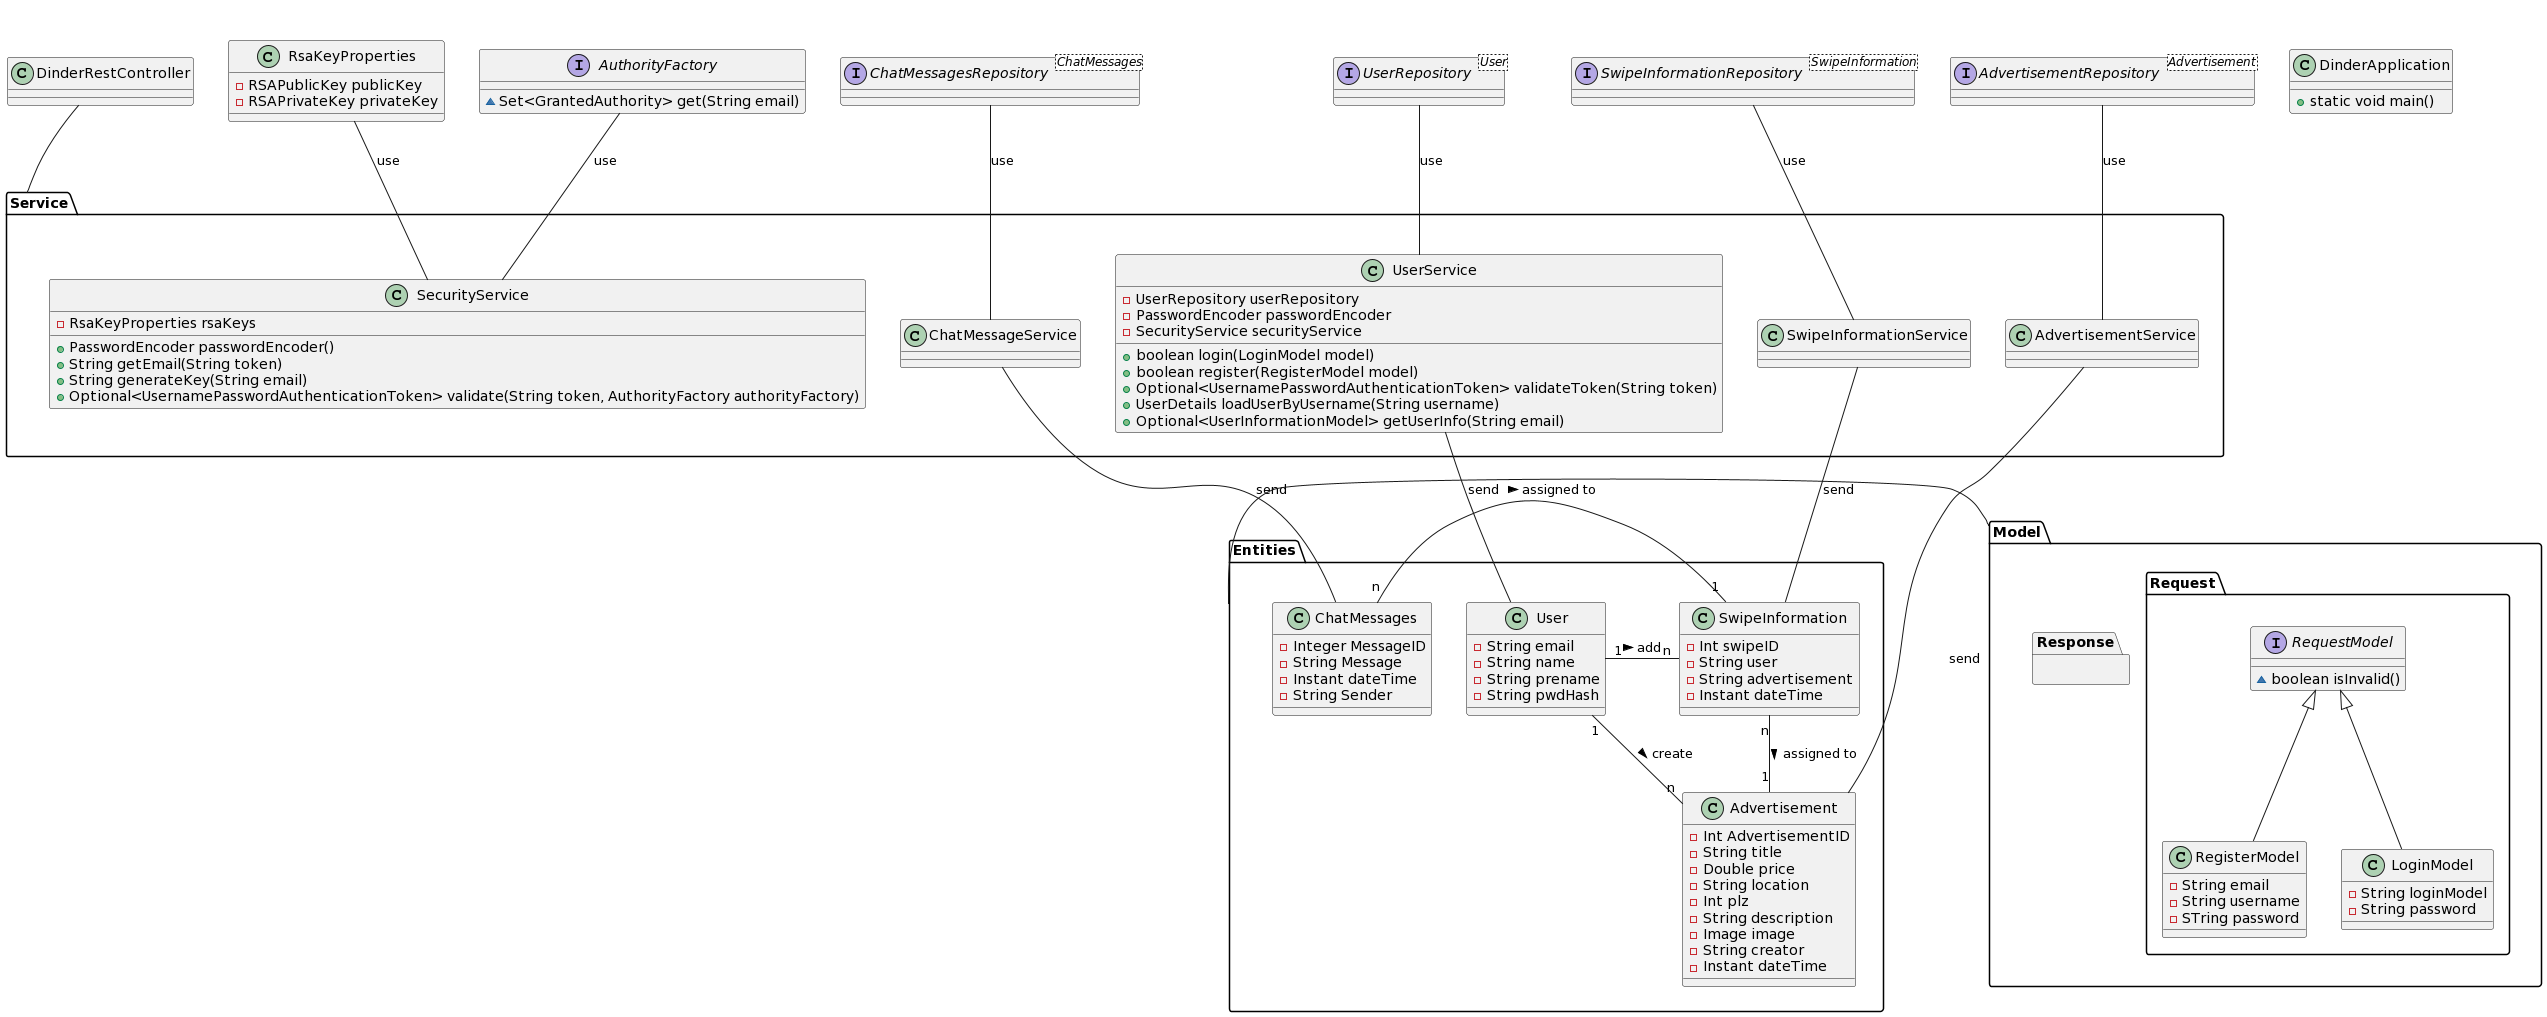 DinderRestController
RsaKeyProperties
RSAPublicKey publicKey
RSAPrivateKey privateKey
AuthorityFactory
Set<GrantedAuthority> get(String email)
ChatMessagesRepository
ChatMessages
UserRepository
User
SwipeInformationRepository
SwipeInformation
AdvertisementRepository
Advertisement
DinderApplication
static void main()
use
use
use
use
use
use
Service
SecurityService
RsaKeyProperties rsaKeys
PasswordEncoder passwordEncoder()
String getEmail(String token)
String generateKey(String email)
Optional<UsernamePasswordAuthenticationToken> validate(String token, AuthorityFactory authorityFactory)
ChatMessageService
UserService
UserRepository userRepository
PasswordEncoder passwordEncoder
SecurityService securityService
boolean login(LoginModel model)
boolean register(RegisterModel model)
Optional<UsernamePasswordAuthenticationToken> validateToken(String token)
UserDetails loadUserByUsername(String username)
Optional<UserInformationModel> getUserInfo(String email)
SwipeInformationService
AdvertisementService
send
send
assigned to
send
send
Entities
n
1
ChatMessages
Integer MessageID
String Message
Instant dateTime
String Sender
User
String email
String name
String prename
String pwdHash
1
add
n
SwipeInformation
Int swipeID
String user
String advertisement
Instant dateTime
1
create
n
n
assigned to
1
Advertisement
Int AdvertisementID
String title
Double price
String location
Int plz
String description
Image image
String creator
Instant dateTime
Model
Response
Request
RequestModel
boolean isInvalid()
RegisterModel
String email
String username
STring password
LoginModel
String loginModel
String password